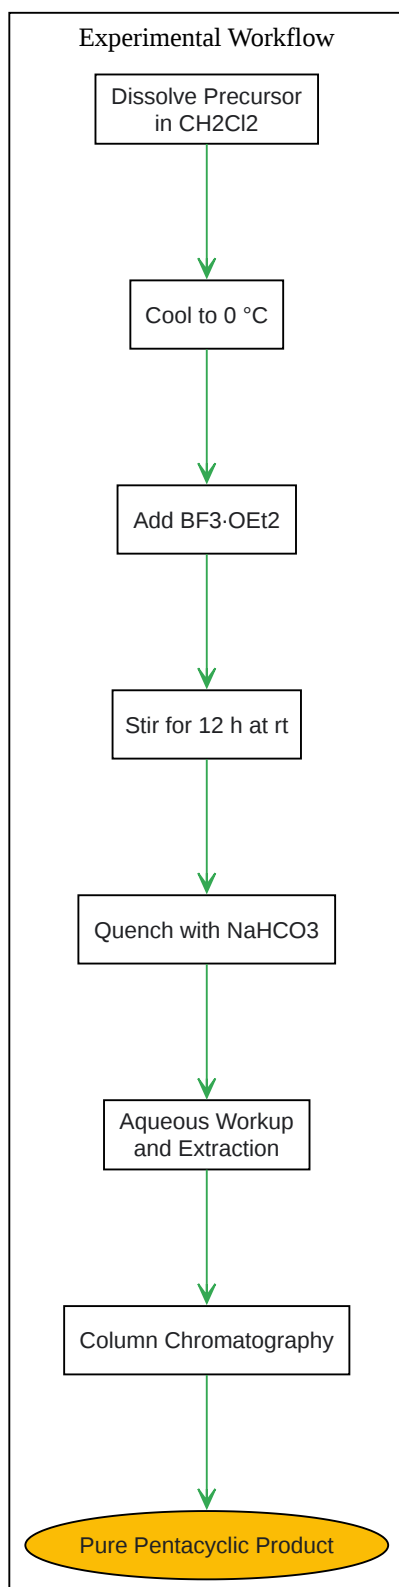 Experimental Workflow
Dissolve Precursor
in CH2Cl2
Cool to 0 °C
Add BF3·OEt2
Stir for 12 h at rt
Quench with NaHCO3
Aqueous Workup
and Extraction
Column Chromatography
Pure Pentacyclic Product